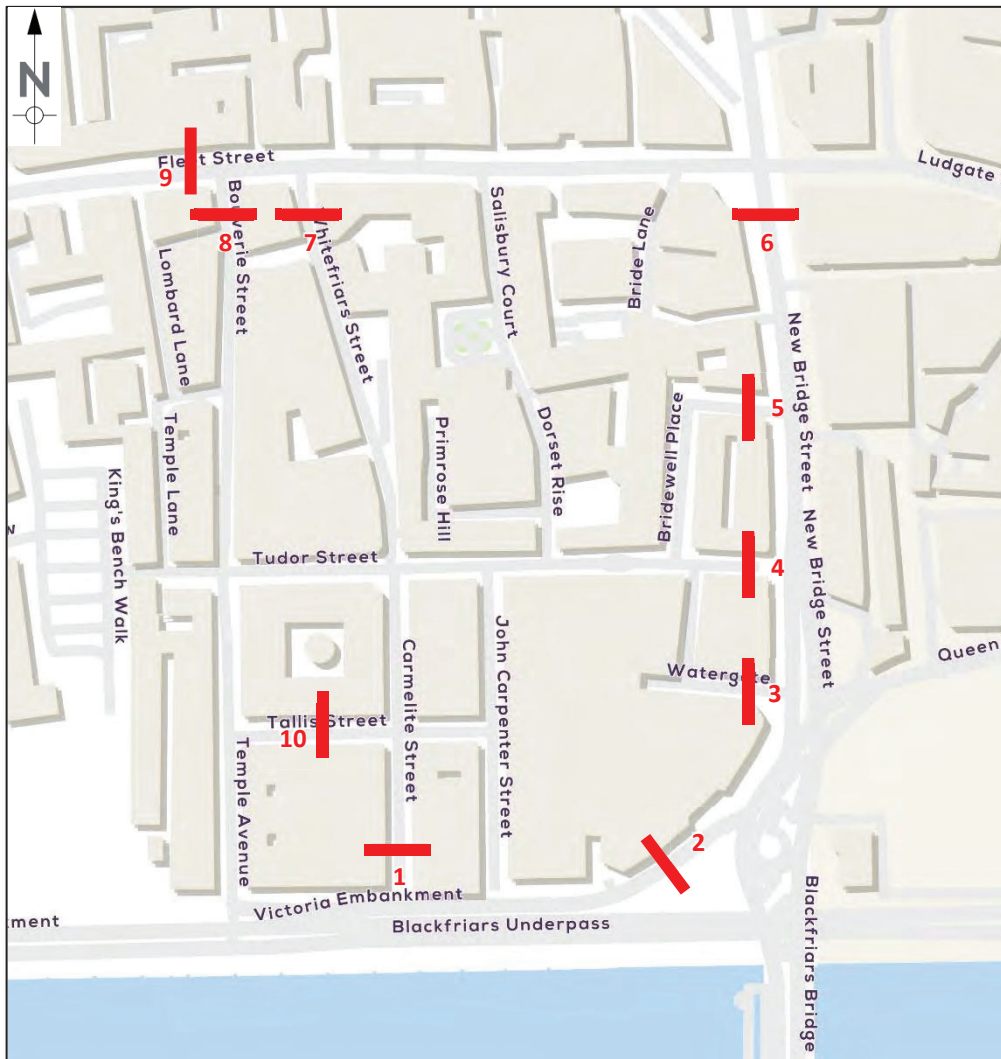 N
Fleet Street
9
Ludgate
8
7
6
Bouverie Street
Whitefriars Street
Salisbury Court
Bride Lane
Lombard Lane
New Bridge Street
5
Temple Lane
Primrose Hill
Dorset Rise
Bridewell Place
King's Bench Walk
w
Tudor Street
4
New Bridge Street
Carmelite Street
John Carpenter Street
Queen
Watergate
3
Tallis Street
10
Temple Avenue
2
1
Victoria Embankment
Blackfriars Underpass
kment
Blackfriars Bridge